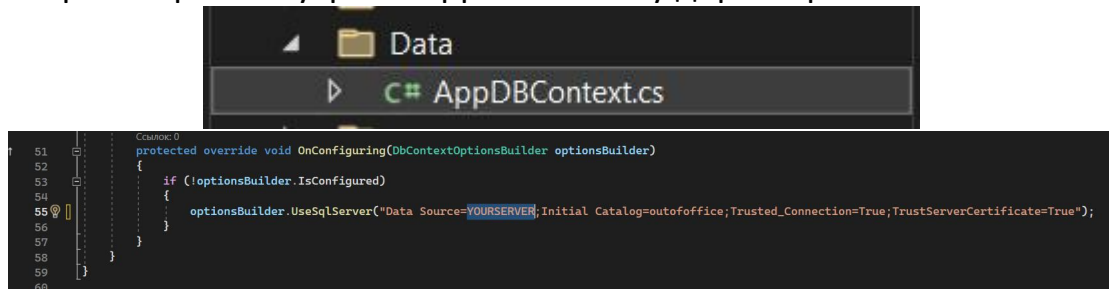 Data
C# AppDBContext.cs
Ссылок: 0
51 protected override void OnConfiguring(DbContextOptionsBuilder optionsBuilder)
52 {
53 if (!optionsBuilder.IsConfigured)
54 {
55 optionsBuilder.UseSqlServer("Data Source=YOURSERVER;Initial Catalog=outofoffice;Trusted_Connection=True;TrustServerCertificate=True");
56 }
57 }
58 }
59 }
60